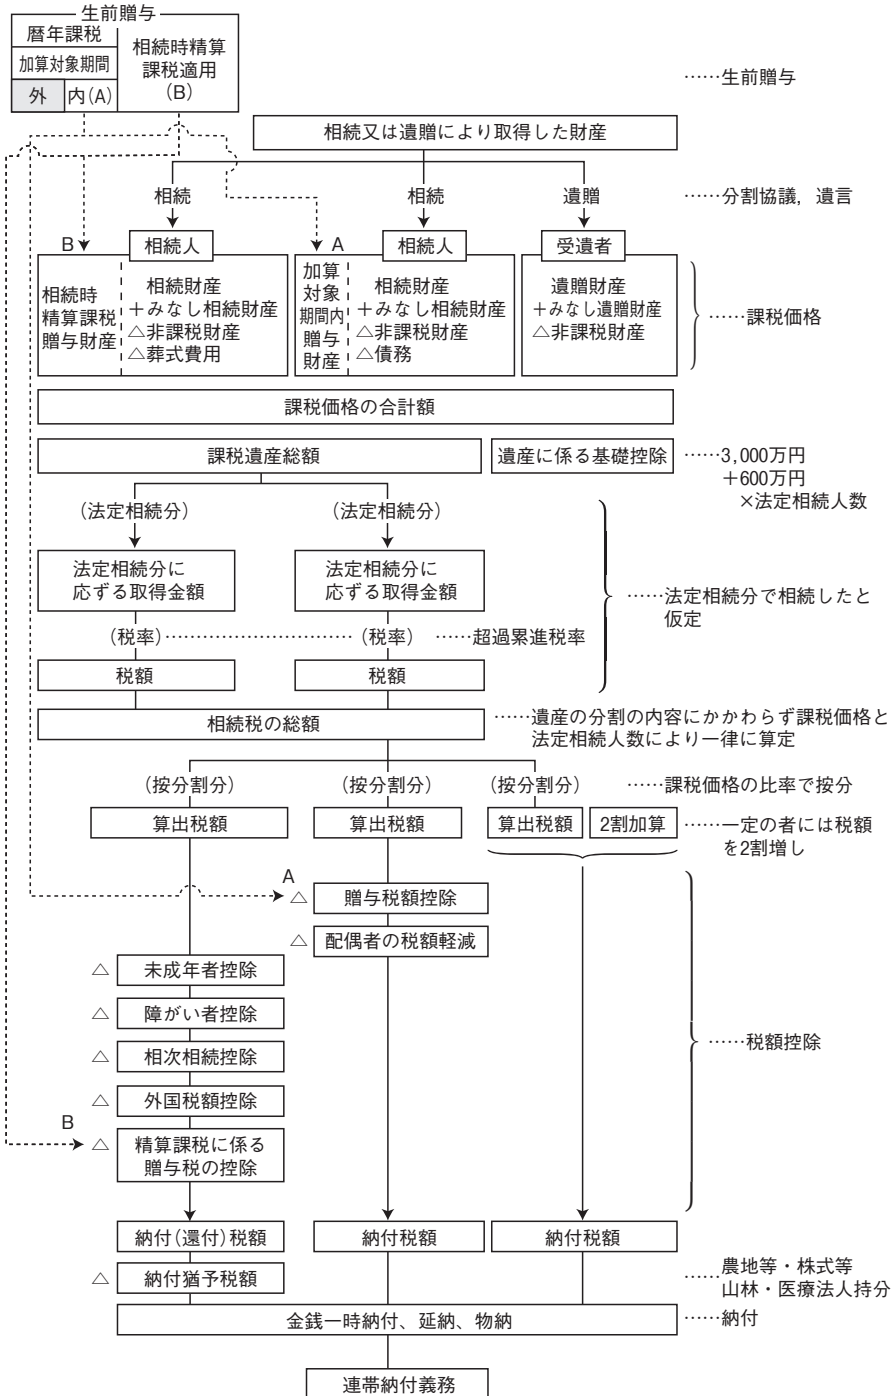 生前贈与
暦年課税
加算対象期間
外 内(A)
相続時精算
課税適用
(B)
……生前贈与
相続又は遺贈により取得した財産
相続 相続 遺贈 ……分割協議，遺言
B 相続人 A 相続人 受遺者
相続時
精算課税
贈与財産
相続財産
＋みなし相続財産
△非課税財産
△葬式費用
加算
対象
期間内
贈与
財産
相続財産
＋みなし相続財産
△非課税財産
△債務
遺贈財産
＋みなし遺贈財産
△非課税財産
……課税価格
課税価格の合計額
課税遺産総額 遺産に係る基礎控除 ……3,000万円
＋600万円
×法定相続人数
(法定相続分) (法定相続分)
法定相続分に
応ずる取得金額
法定相続分に
応ずる取得金額
……法定相続分で相続したと
仮定
(税率)……………………(税率) ……超過累進税率
税額 税額
相続税の総額 ……遺産の分割の内容にかかわらず課税価格と
法定相続人数により一律に算定
(按分割分) (按分割分) (按分割分) ……課税価格の比率で按分
算出税額 算出税額 算出税額 2割加算 ……一定の者には税額
を2割増し
A △ 贈与税額控除
△ 配偶者の税額軽減
△ 未成年者控除
△ 障がい者控除
△ 相次相続控除
……税額控除
△ 外国税額控除
B △ 精算課税に係る
贈与税の控除
納付(還付)税額 納付税額 納付税額
△ 納付猶予税額 ……農地等・株式等
山林・医療法人持分
金銭一時納付、延納、物納 ……納付
連帯納付義務